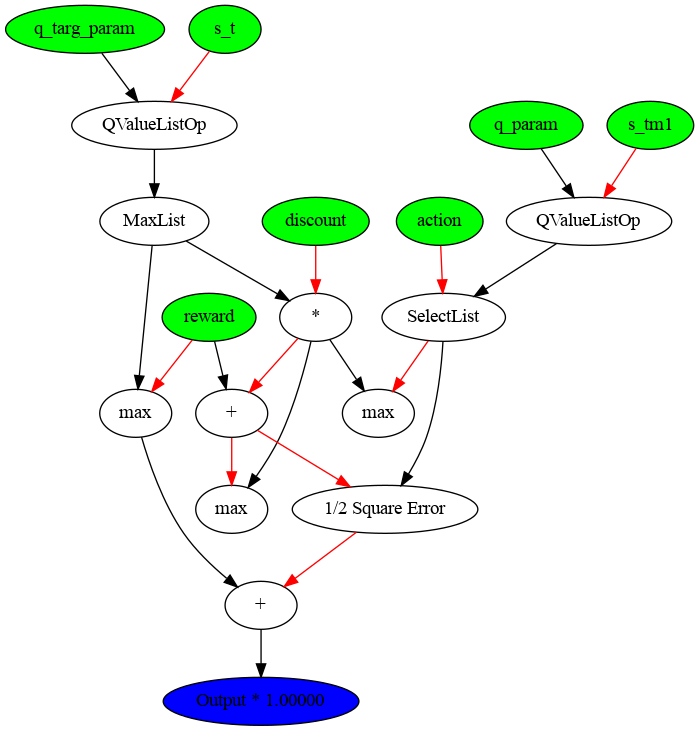 q_targ_param
s_t
QValueListOp
q_param
s_tm1
MaxList
discount
action
QValueListOp
reward
*
SelectList
max
+
max
max
1/2 Square Error
+
Output * 1.00000